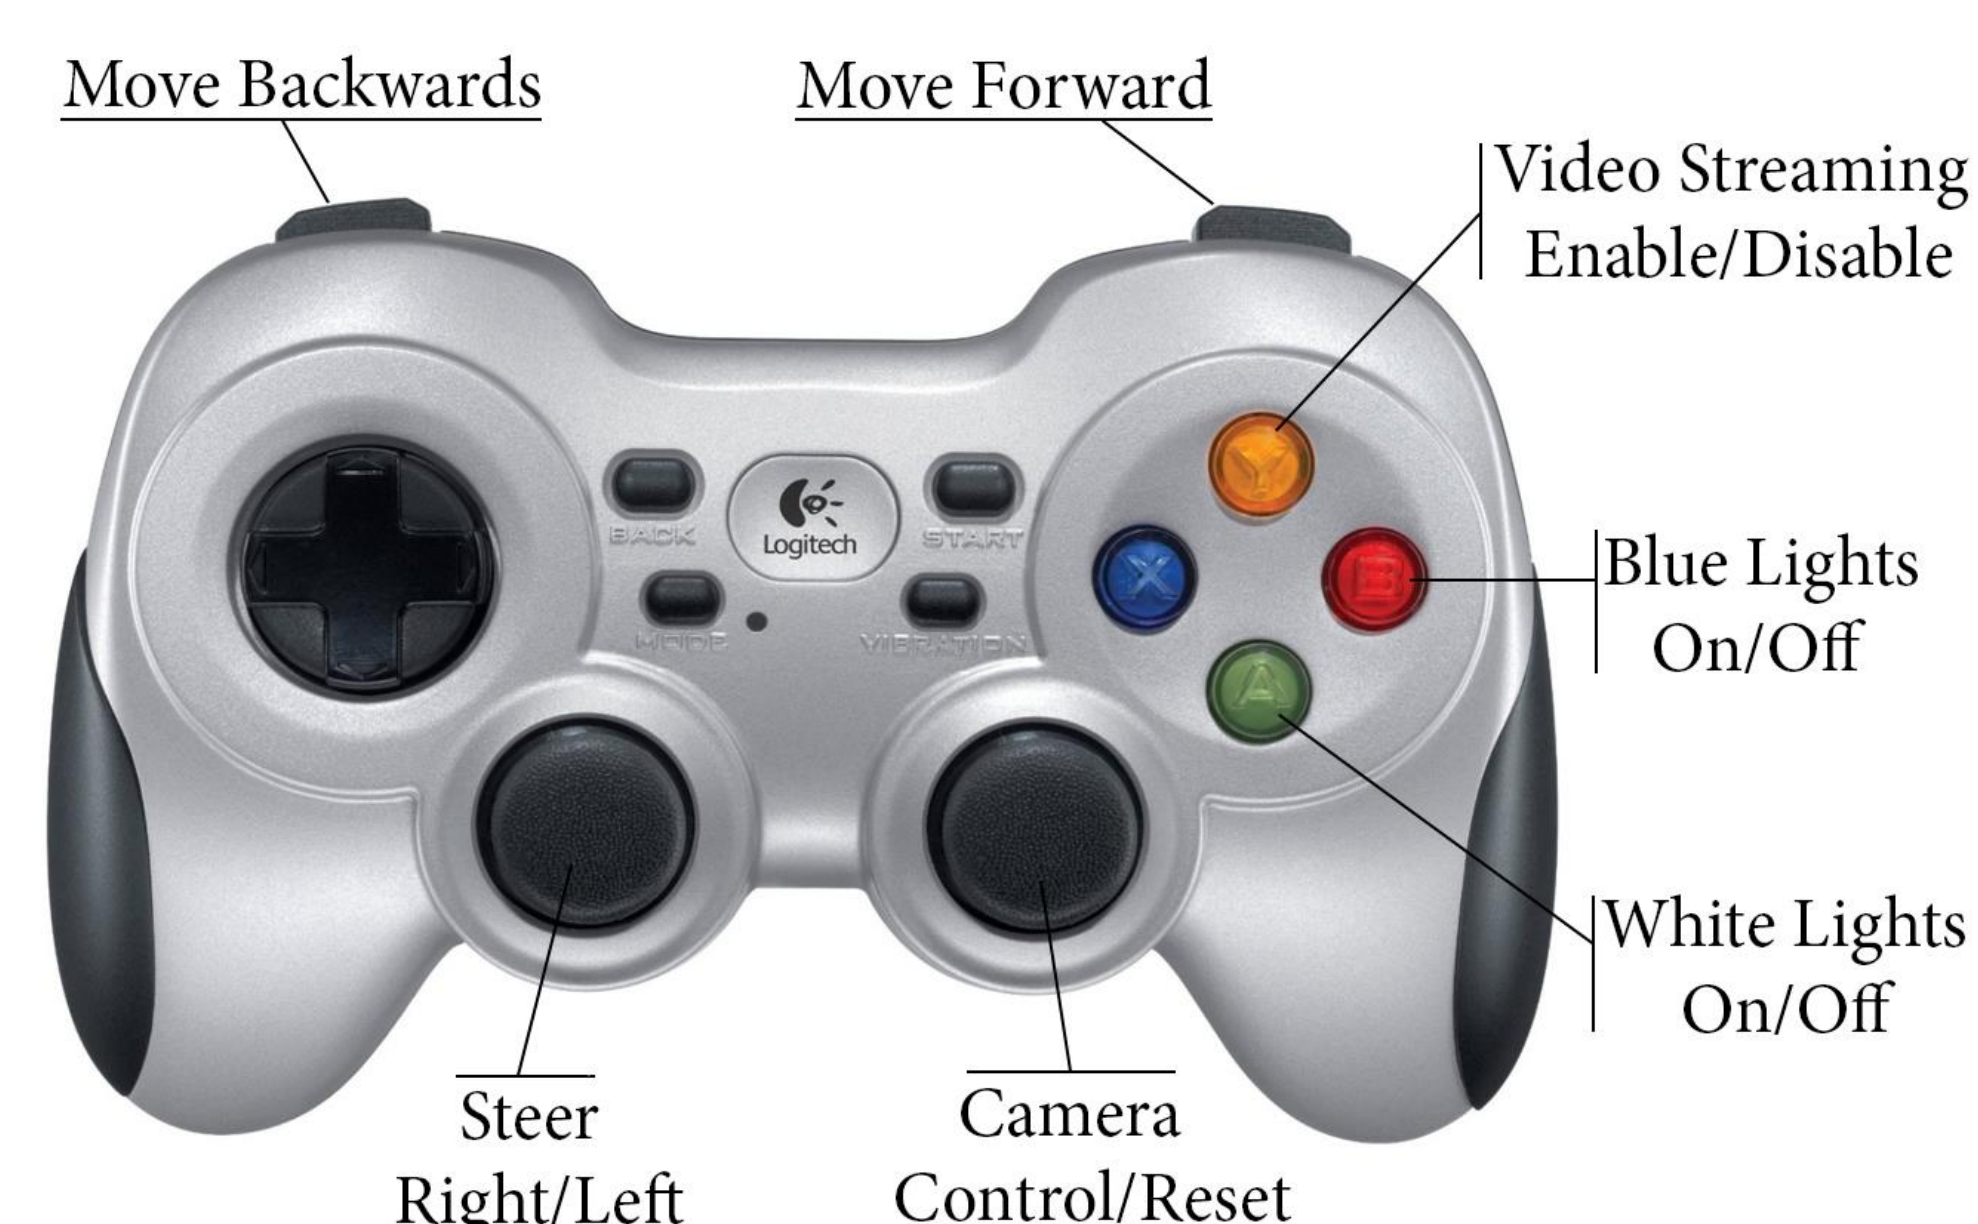 Move Backwards
Move Forward
Video Streaming
Enable/Disable
Y
BACK
Logitech
START
X
B
Blue Lights
On/Off
MODE
VIBRATION
A
White Lights
On/Off
Steer
Right/Left
Camera
Control/Reset